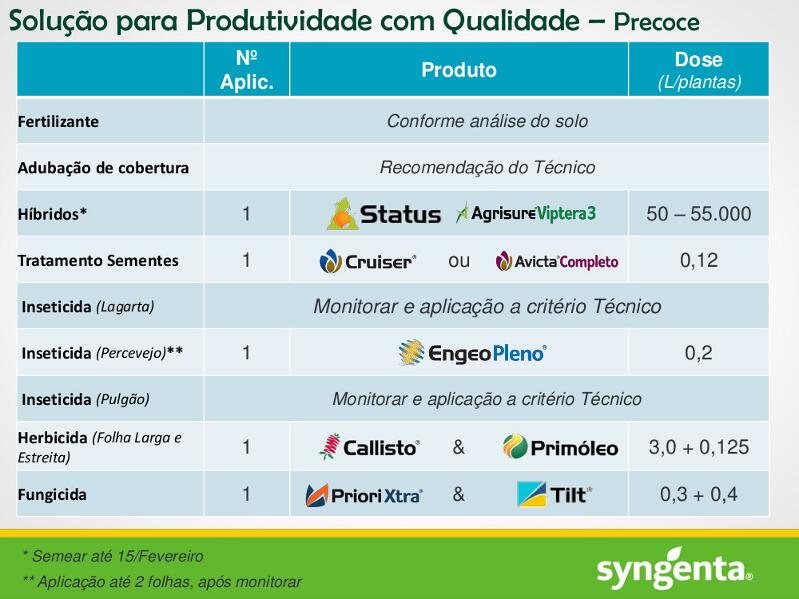 Solução para Produtividade com Qualidade – Precoce
Nº Aplic.
Produto
Dose
(L/plantas)
Fertilizante
Conforme análise do solo
Adubação de cobertura
Recomendação do Técnico
Híbridos*
1
Status
Agrisure Viptera3
50 – 55.000
Tratamento Sementes
1
Cruiser®
ou
Avicta® Completo
0,12
Inseticida (Lagarta)
Monitorar e aplicação a critério Técnico
Inseticida (Percevejo)**
1
EngeoPleno®
0,2
Inseticida (Pulgão)
Monitorar e aplicação a critério Técnico
Herbicida (Folha Larga e
Estreita)
1
Callisto®
&
Primóleo
3,0 + 0,125
Fungicida
1
Priori Xtra®
&
Tilt®
0,3 + 0,4
* Semear até 15/Fevereiro
** Aplicação até 2 folhas, após monitorar
syngenta®